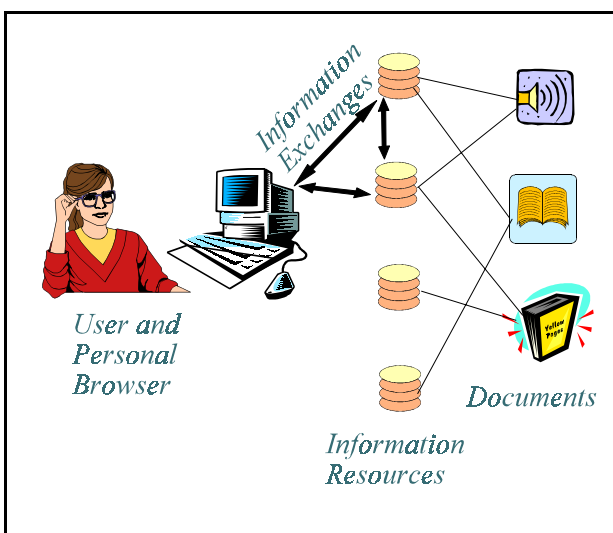 Information
Exchanges
User and
Personal
Browser
Yellow
Pages
Documents
Information
Resources